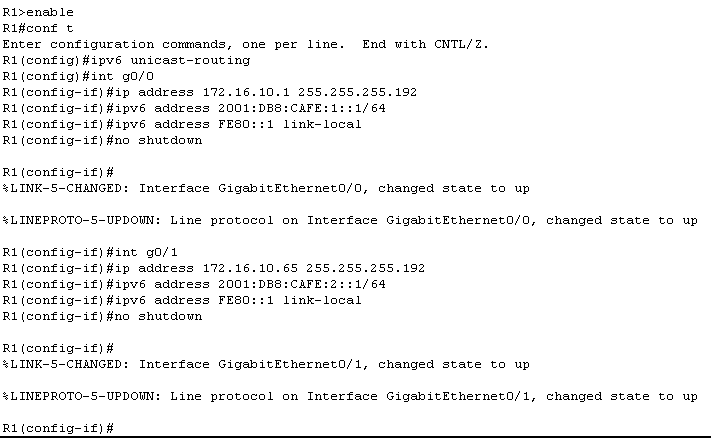 R1>enable
R1#conf t
Enter configuration commands, one per line.  End with CNTL/Z.
R1(config)#ipv6 unicast-routing
R1(config)#int g0/0
R1(config-if)#ip address 172.16.10.1 255.255.255.192
R1(config-if)#ipv6 address 2001:DB8:CAFE:1::1/64
R1(config-if)#ipv6 address FE80::1 link-local
R1(config-if)#no shutdown
R1(config-if)#
%LINK-5-CHANGED: Interface GigabitEthernet0/0, changed state to up
%LINEPROTO-5-UPDOWN: Line protocol on Interface GigabitEthernet0/0, changed state to up
R1(config-if)#int g0/1
R1(config-if)#ip address 172.16.10.65 255.255.255.192
R1(config-if)#ipv6 address 2001:DB8:CAFE:2::1/64
R1(config-if)#ipv6 address FE80::1 link-local
R1(config-if)#no shutdown
R1(config-if)#
%LINK-5-CHANGED: Interface GigabitEthernet0/1, changed state to up
%LINEPROTO-5-UPDOWN: Line protocol on Interface GigabitEthernet0/1, changed state to up
R1(config-if)#